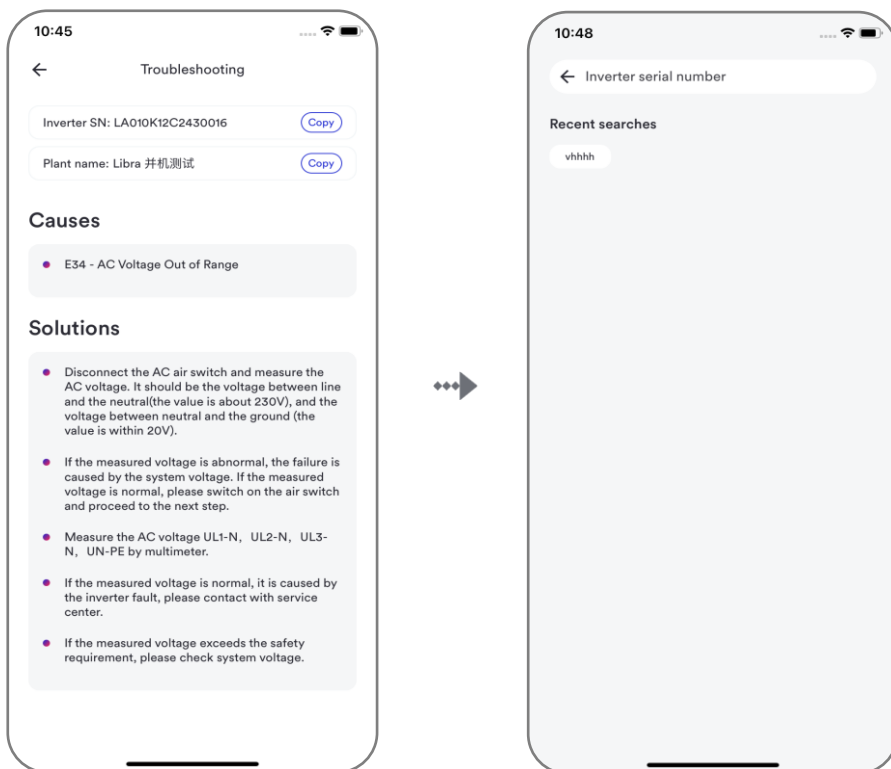 10:45
Troubleshooting
Inverter SN: LA010K12C2430016
Copy
Plant name: Libra 并机测试
Copy
Causes
E34 - AC Voltage Out of Range
Solutions
Disconnect the AC air switch and measure the
AC voltage. It should be the voltage between line
and the neutral(the value is about 230V), and the
voltage between neutral and the ground (the
value is within 20V).
If the measured voltage is abnormal, the failure is
caused by the system voltage. If the measured
voltage is normal, please switch on the air switch
and proceed to the next step.
Measure the AC voltage UL1-N，UL2-N，UL3-
N，UN-PE by multimeter.
If the measured voltage is normal, it is caused by
the inverter fault, please contact with service
center.
If the measured voltage exceeds the safety
requirement, please check system voltage.
10:48
Inverter serial number
Recent searches
vhhhh